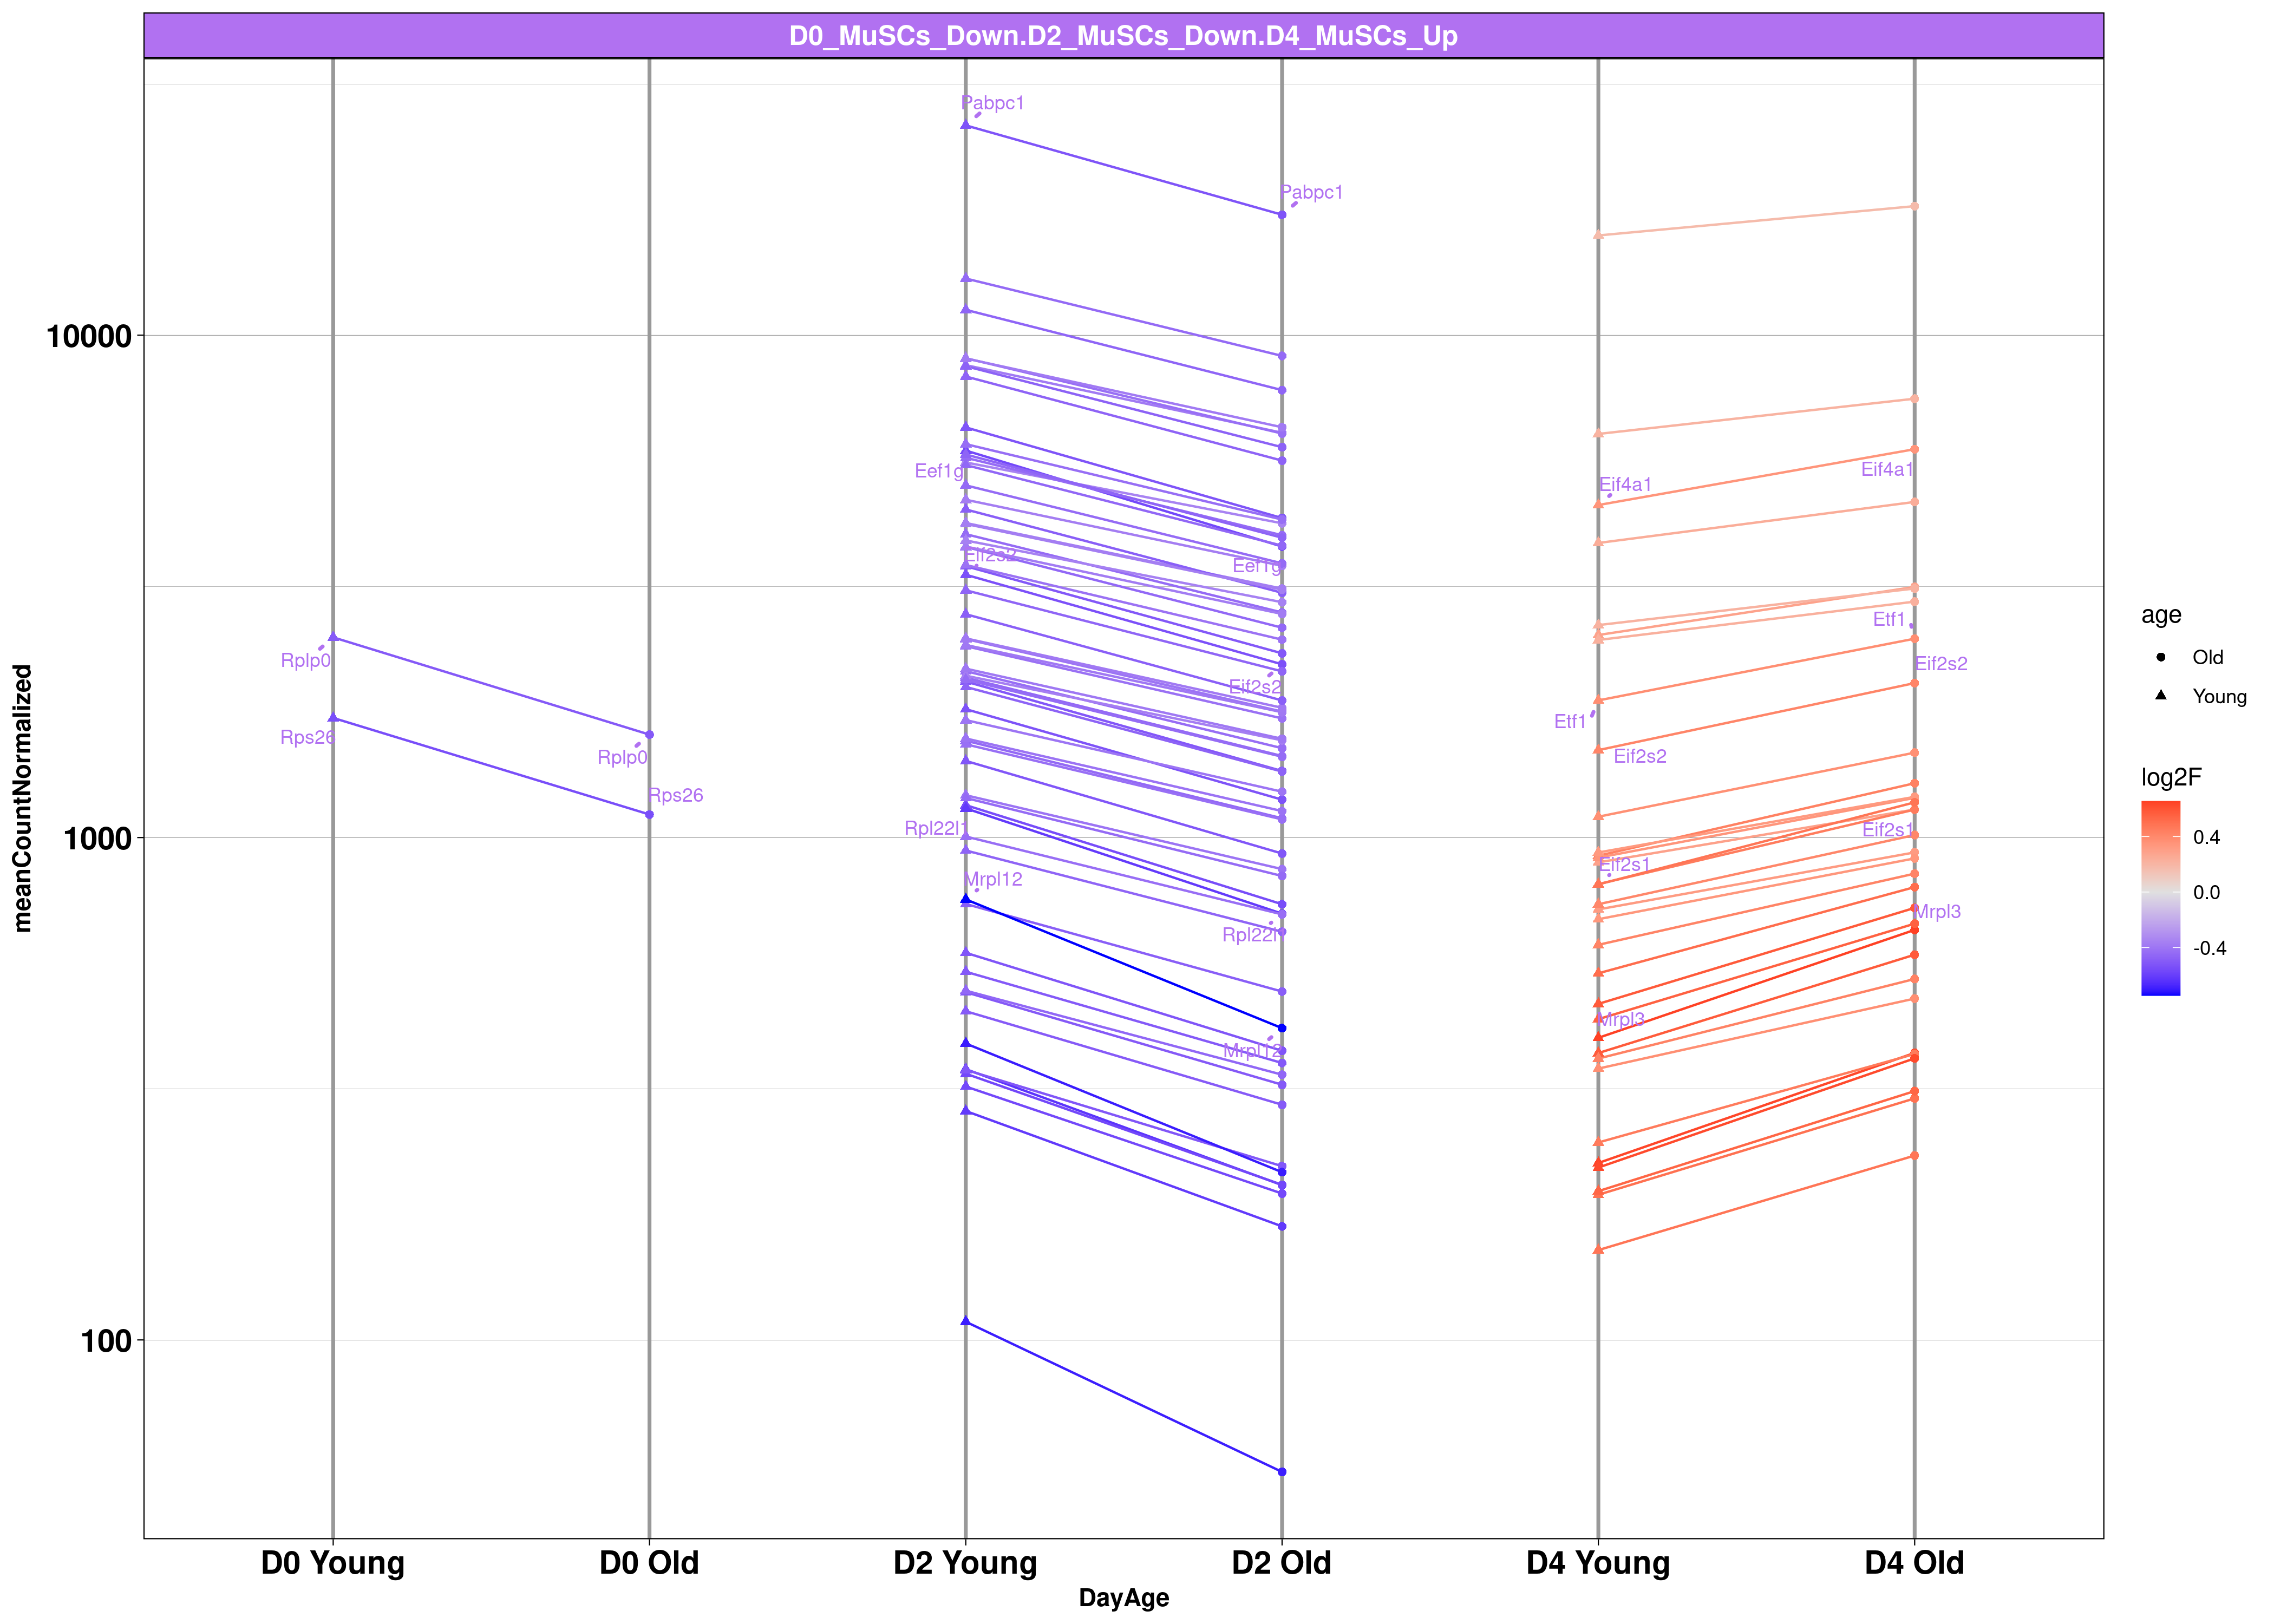 D0_MuSCs_Down.D2_MuSCs_Down.D4_MuSCs_Up
Pabpc1
Pabpc1
10000
Eif4a1
Eef1g
Eif4a1
Eif2s2
Eef1g
Etf1
Rplp0
Eif2s2
Eif2s2
Etf1
Rps26
Rplp0
Eif2s2
Rps26
1000
Rpl22l1
Eif2s1
Eif2s1
Mrpl12
Mrpl3
Rpl22l1
Mrpl3
Mrpl12
100
meanCountNormalized
D0 Young
D0 Old
D2 Young
D2 Old
D4 Young
D4 Old
DayAge
age
Old
Young
log2F
0.4
0.0
-0.4